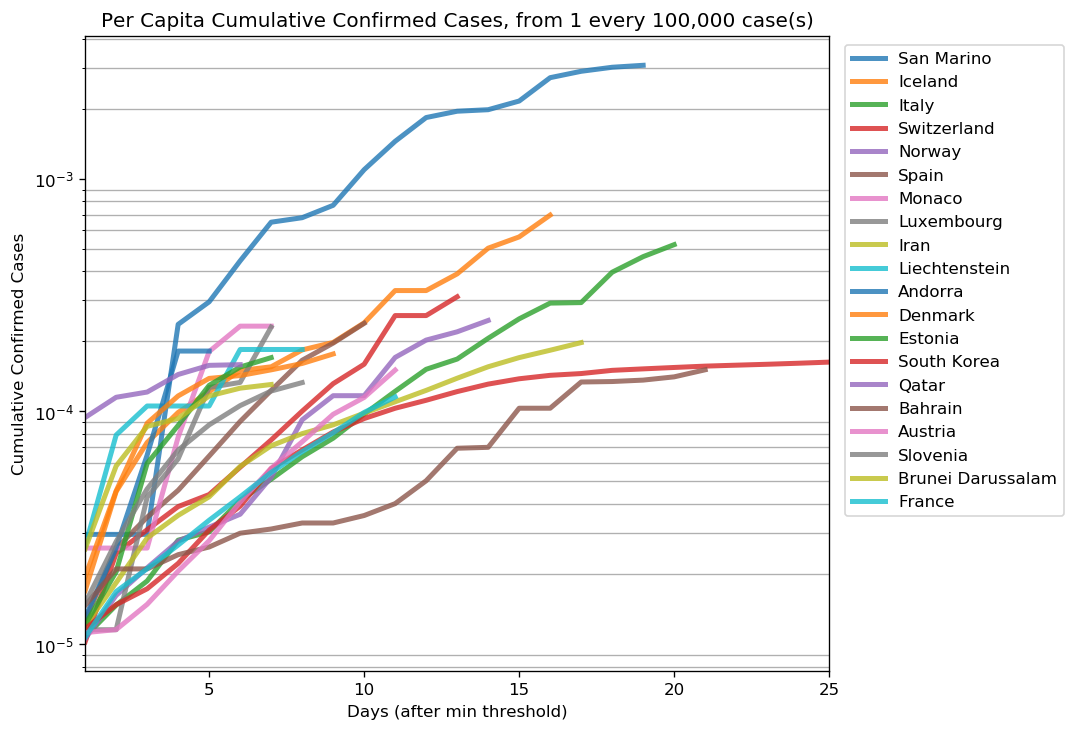 Per Capita Cumulative Confirmed Cases, from 1 every 100,000 case(s)
Cumulative Confirmed Cases
10⁻³
10⁻⁴
10⁻⁵
5
10
15
20
25
Days (after min threshold)
San Marino
Iceland
Italy
Switzerland
Norway
Spain
Monaco
Luxembourg
Iran
Liechtenstein
Andorra
Denmark
Estonia
South Korea
Qatar
Bahrain
Austria
Slovenia
Brunei Darussalam
France